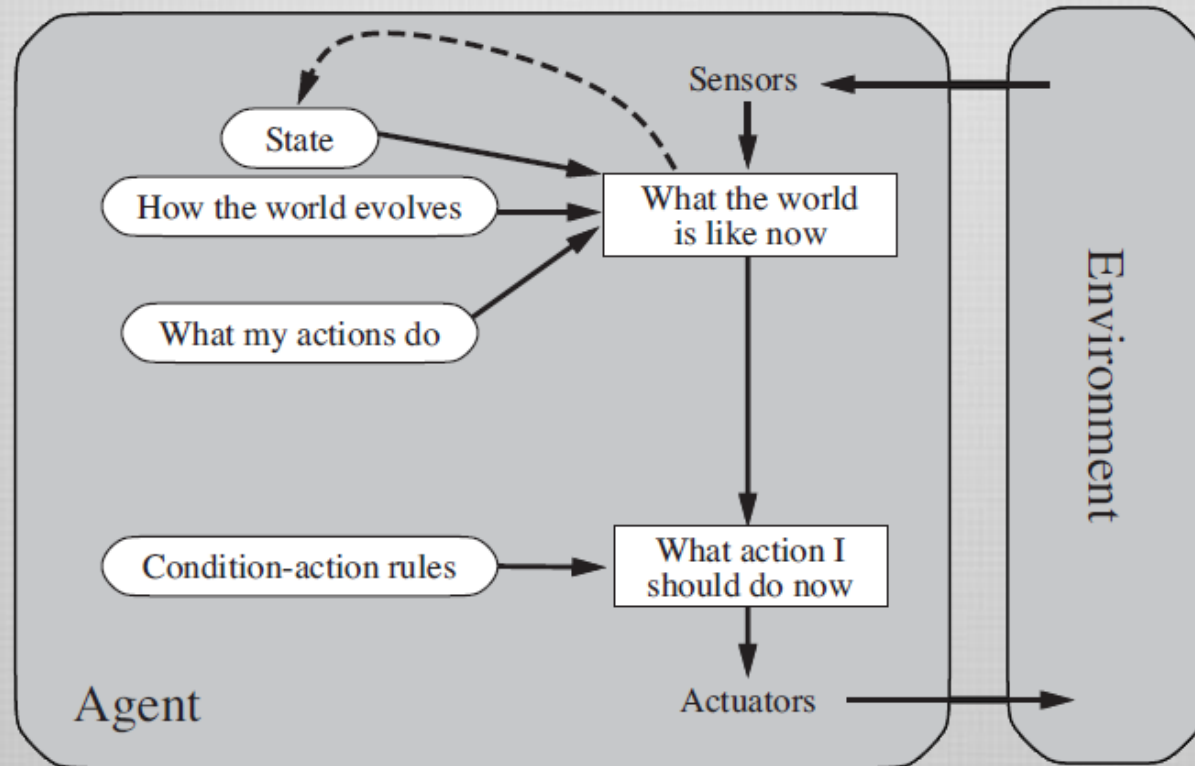 Sensors
State
How the world evolves
What the world
is like now
What my actions do
Environment
Condition-action rules
What action I
should do now
Agent
Actuators